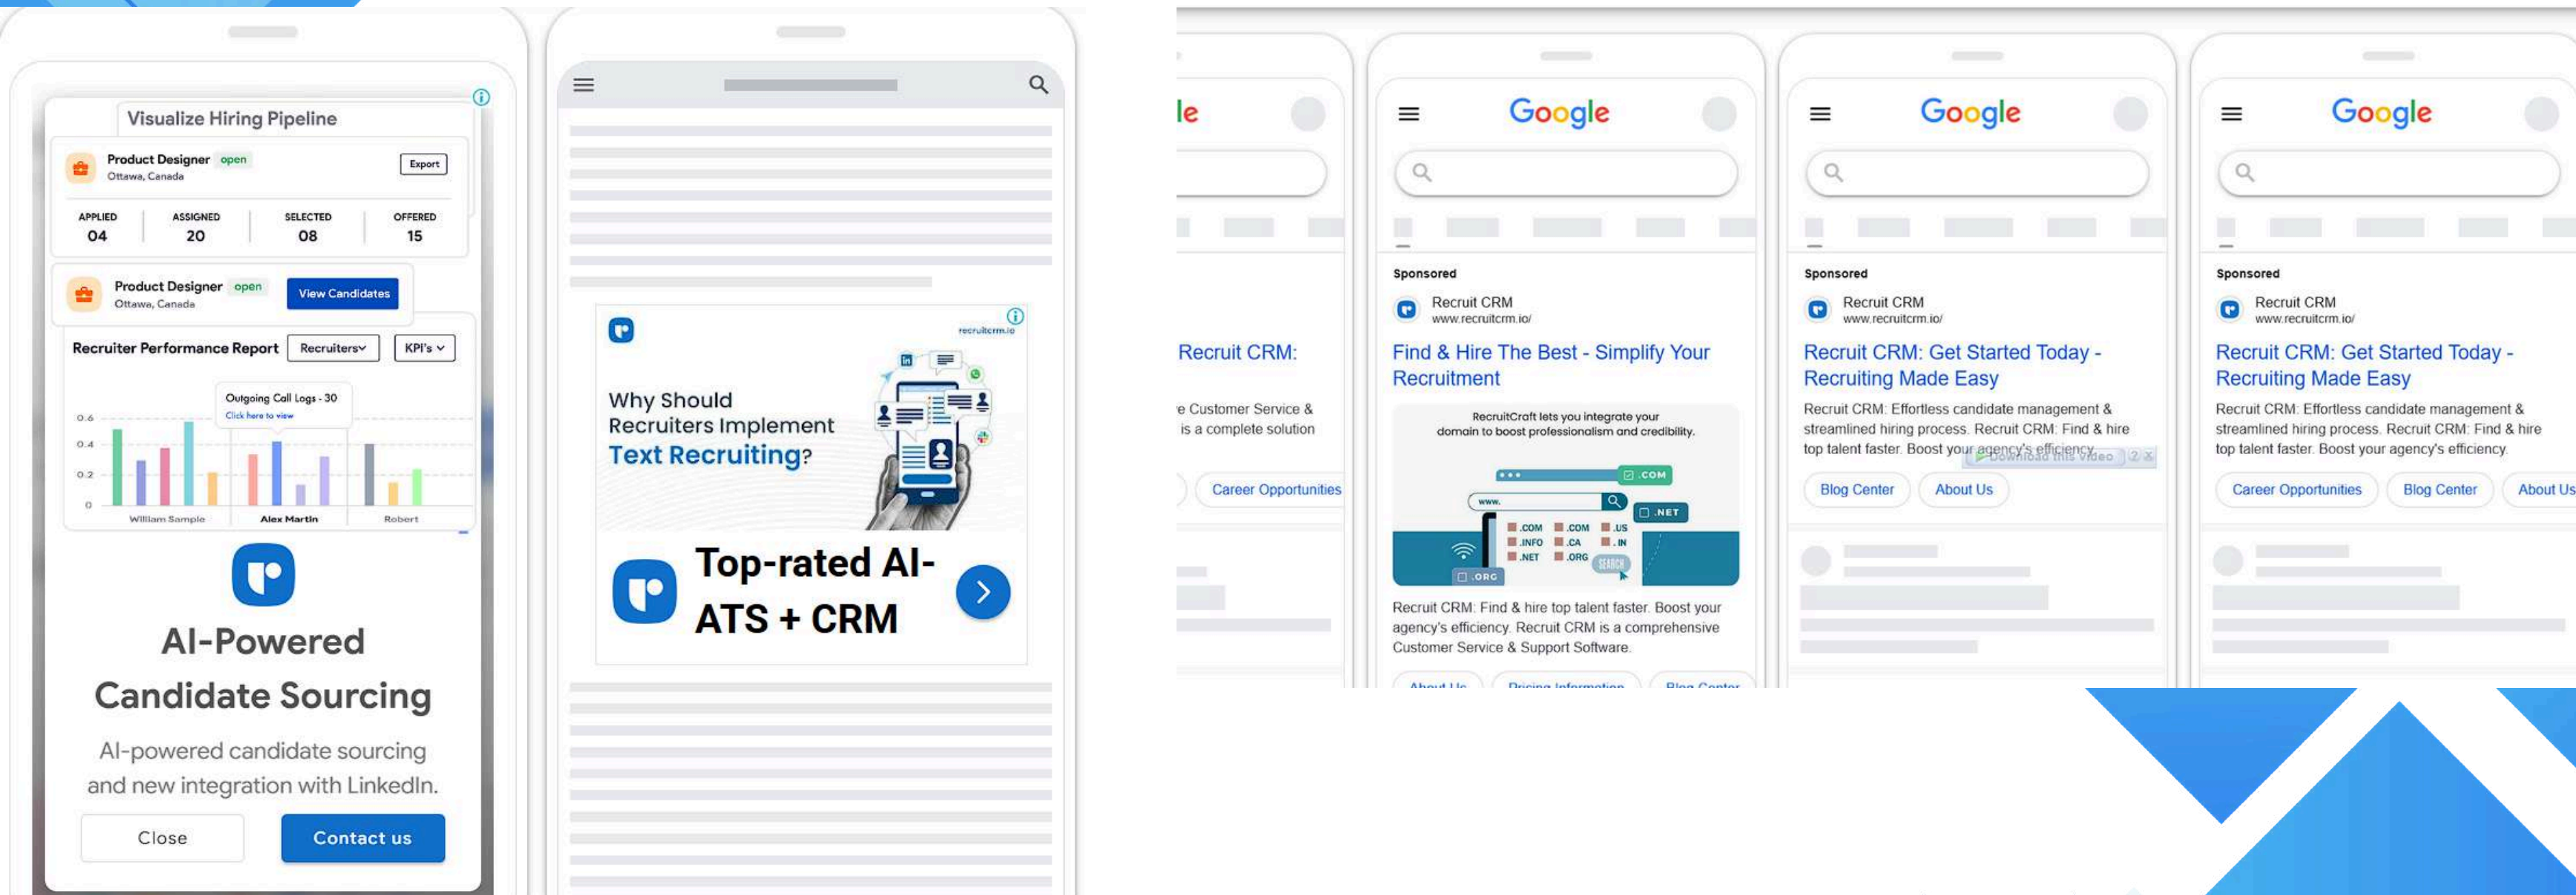 Visualize Hiring Pipeline
Product Designer open
Ottawa, Canada
Export
APPLIED ASSIGNED SELECTED OFFERED
04 20 08 15
Product Designer open
Ottawa, Canada
View Candidates
Recruiter Performance Report Recruiters KPI's
Outgoing Call Logs - 30
Click here to view
0.6
0.4
0.2
0
William Sample Alex Martin Robert
AI-Powered
Candidate Sourcing
AI-powered candidate sourcing
and new integration with LinkedIn.
Close Contact us
recruitcrm.io
Why Should
Recruiters Implement
Text Recruiting?
in
Top-rated AI-
ATS + CRM
le
Recruit CRM:
e Customer Service &
is a complete solution
Career Opportunities
Google
Sponsored
Recruit CRM
www.recruitcrm.io/
Find & Hire The Best - Simplify Your
Recruitment
RecruitCraft lets you integrate your
domain to boost professionalism and credibility.
.COM
www.
.NET
.COM .COM .US
.INFO .CA .IN
.NET .ORG
SEARCH
.ORG
Recruit CRM: Find & hire top talent faster. Boost your
agency's efficiency. Recruit CRM is a comprehensive
Customer Service & Support Software.
About Us Pricing Information Blog Center
Google
Sponsored
Recruit CRM
www.recruitcrm.io/
Recruit CRM: Get Started Today -
Recruiting Made Easy
Recruit CRM: Effortless candidate management &
streamlined hiring process. Recruit CRM: Find & hire
top talent faster. Boost your agency's efficiency.
Download this video ? x
Blog Center About Us
Google
Sponsored
Recruit CRM
www.recruitcrm.io/
Recruit CRM: Get Started Today -
Recruiting Made Easy
Recruit CRM: Effortless candidate management &
streamlined hiring process. Recruit CRM: Find & hire
top talent faster. Boost your agency's efficiency.
Career Opportunities Blog Center About Us